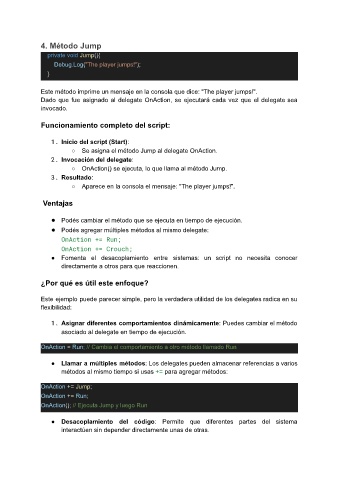 4. Método Jump
private void Jump(){
Debug.Log("The player jumps!");
}
Este método imprime un mensaje en la consola que dice: "The player jumps!".
Dado que fue asignado al delegate OnAction, se ejecutará cada vez que el delegate sea
invocado.
Funcionamiento completo del script:
1. Inicio del script (Start):
○ Se asigna el método Jump al delegate OnAction.
2. Invocación del delegate:
○ OnAction() se ejecuta, lo que llama al método Jump.
3. Resultado:
○ Aparece en la consola el mensaje: "The player jumps!".
Ventajas
● Podés cambiar el método que se ejecuta en tiempo de ejecución.
● Podés agregar múltiples métodos al mismo delegate:
OnAction += Run;
OnAction += Crouch;
● Fomenta el desacoplamiento entre sistemas: un script no necesita conocer
directamente a otros para que reaccionen.
¿Por qué es útil este enfoque?
Este ejemplo puede parecer simple, pero la verdadera utilidad de los delegates radica en su
flexibilidad:
1. Asignar diferentes comportamientos dinámicamente: Puedes cambiar el método
asociado al delegate en tiempo de ejecución.
OnAction = Run; // Cambia el comportamiento a otro método llamado Run
● Llamar a múltiples métodos: Los delegates pueden almacenar referencias a varios
métodos al mismo tiempo si usas += para agregar métodos:
OnAction += Jump;
OnAction += Run;
OnAction(); // Ejecuta Jump y luego Run
● Desacoplamiento del código: Permite que diferentes partes del sistema
interactúen sin depender directamente unas de otras.